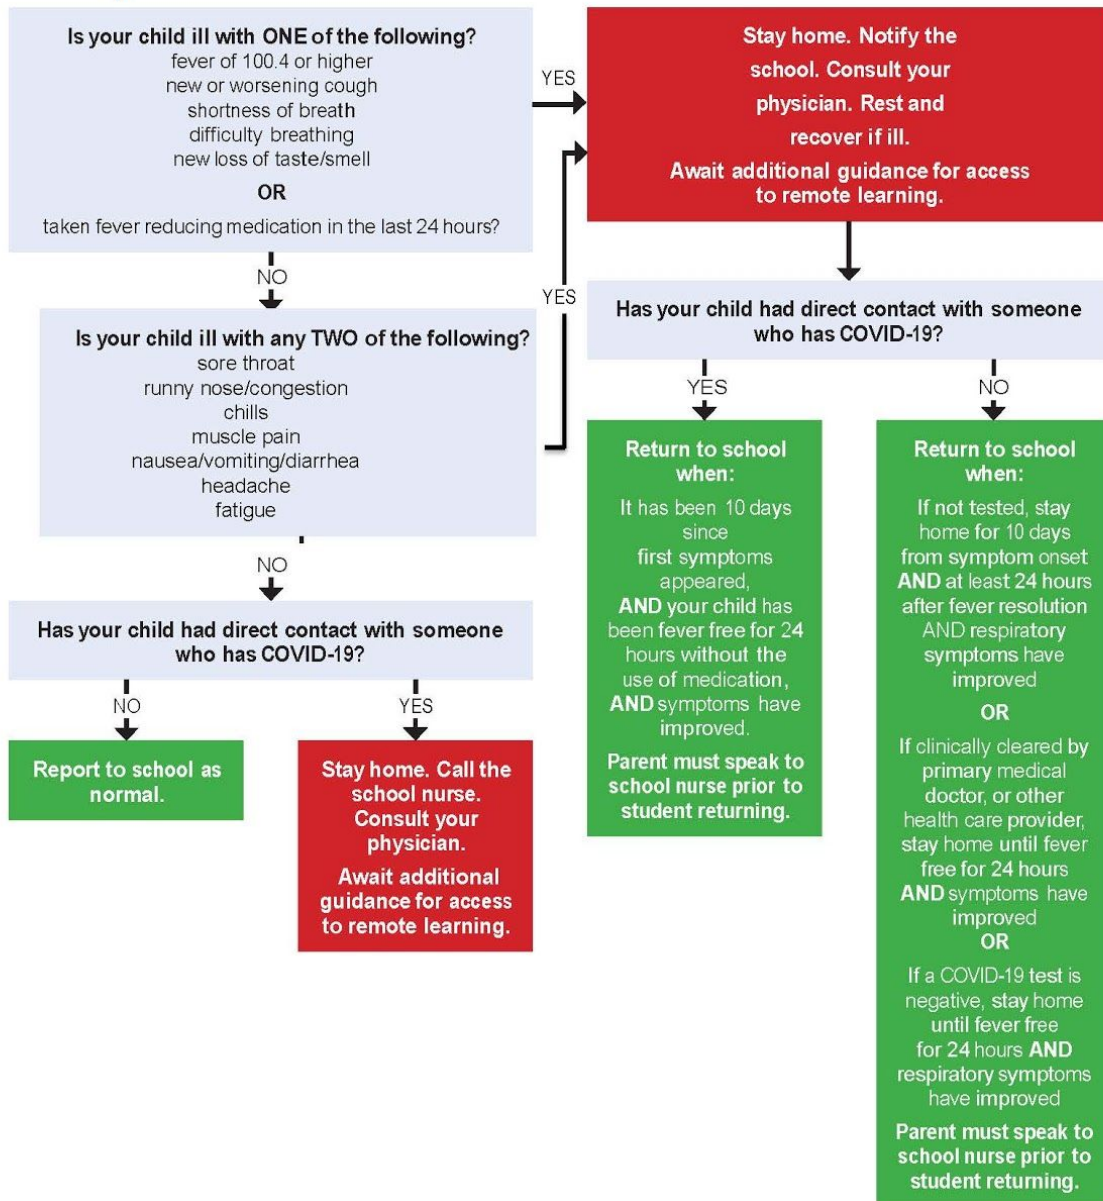 Is your child ill with ONE of the following?
fever of 100.4 or higher
new or worsening cough
shortness of breath
difficulty breathing
new loss of taste/smell
OR
taken fever reducing medication in the last 24 hours?
YES
Stay home. Notify the
school. Consult your
physician. Rest and
recover if ill.
Await additional guidance for access
to remote learning.
NO
Is your child ill with any TWO of the following?
sore throat
runny nose/congestion
chills
muscle pain
nausea/vomiting/diarrhea
headache
fatigue
YES
Has your child had direct contact with someone
who has COVID-19?
YES
NO
NO
Has your child had direct contact with someone
who has COVID-19?
NO
YES
Report to school as
normal.
Stay home. Call the
school nurse.
Consult your
physician.
Await additional
guidance for access
to remote learning.
Return to school
when:
It has been 10 days
since
first symptoms
appeared,
AND your child has
been fever free for 24
hours without the
use of medication,
AND symptoms have
improved.
Parent must speak to
school nurse prior to
student returning.
Return to school
when:
If not tested, stay
home for 10 days
from symptom onset
AND at least 24 hours
after fever resolution
AND respiratory
symptoms have
improved
OR
If clinically cleared by
primary medical
doctor, or other
health care provider,
stay home until fever
free for 24 hours
AND symptoms have
improved
OR
If a COVID-19 test is
negative, stay home
until fever free
for 24 hours AND
respiratory symptoms
have improved
Parent must speak to
school nurse prior to
student returning.